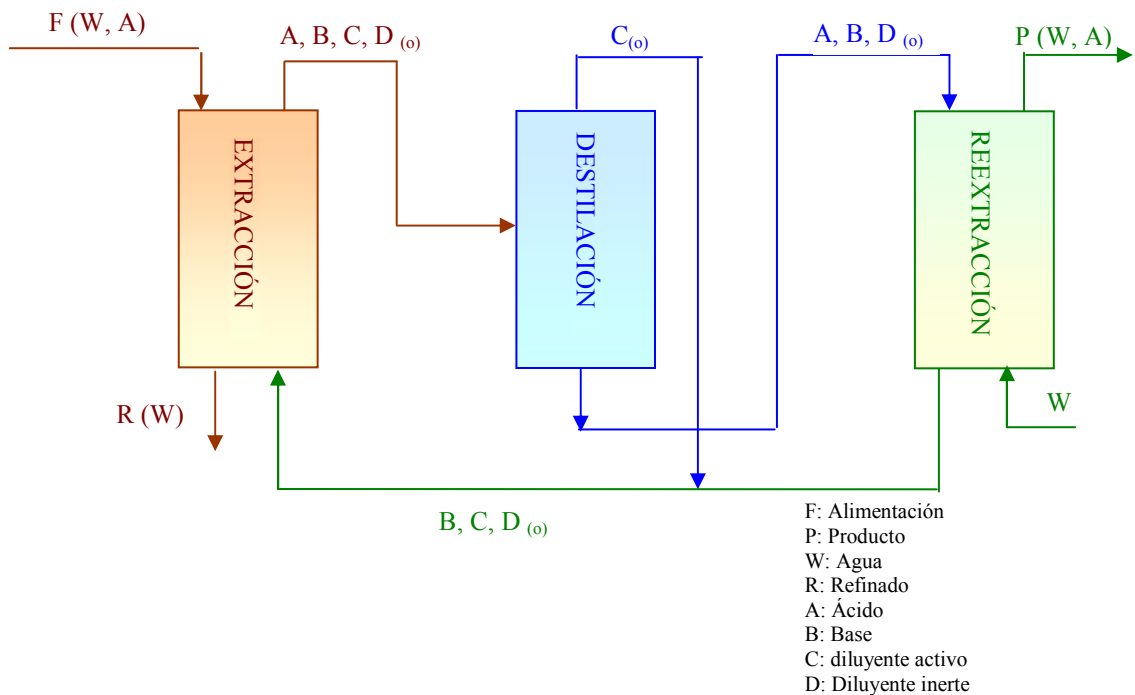 F (W, A)
A, B, C, D (o)
C(o)
A, B, D (o)
P (W, A)
EXTRACCIÓN
DESTILACIÓN
REEXTRACCIÓN
R (W)
W
B, C, D (o)
F: Alimentación
P: Producto
W: Agua
R: Refinado
A: Ácido
B: Base
C: diluyente activo
D: Diluyente inerte